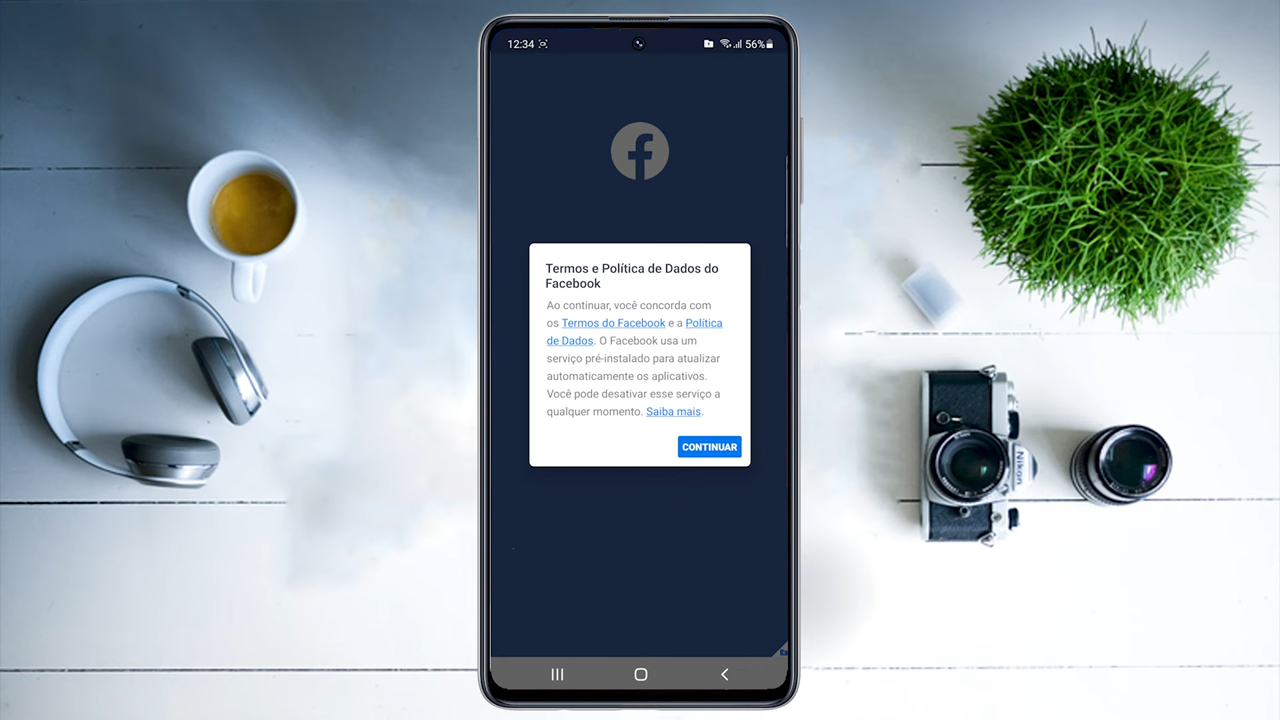 12:34
56%
Termos e Política de Dados do
Facebook
Ao continuar, você concorda com
os Termos do Facebook e a Política
de Dados. O Facebook usa um
serviço pré-instalado para atualizar
automaticamente os aplicativos.
Você pode desativar esse serviço a
qualquer momento. Saiba mais.
CONTINUAR
Nikon